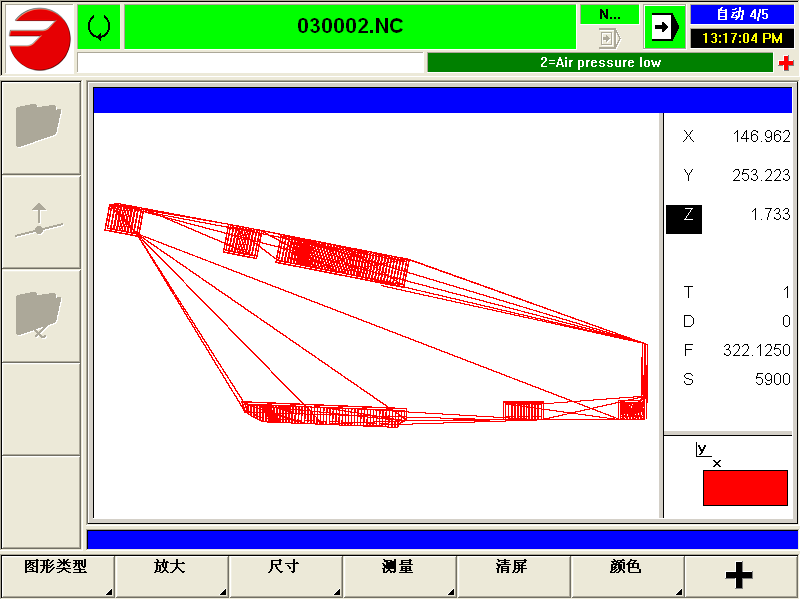 030002.NC
N...
自动 4/5
13:17:04 PM
2=Air pressure low
X 146.962
Y 253.223
Z 1.733
T 1
D 0
F 322.1250
S 5900
y
x
图形类型 放大 尺寸 测量 清屏 颜色